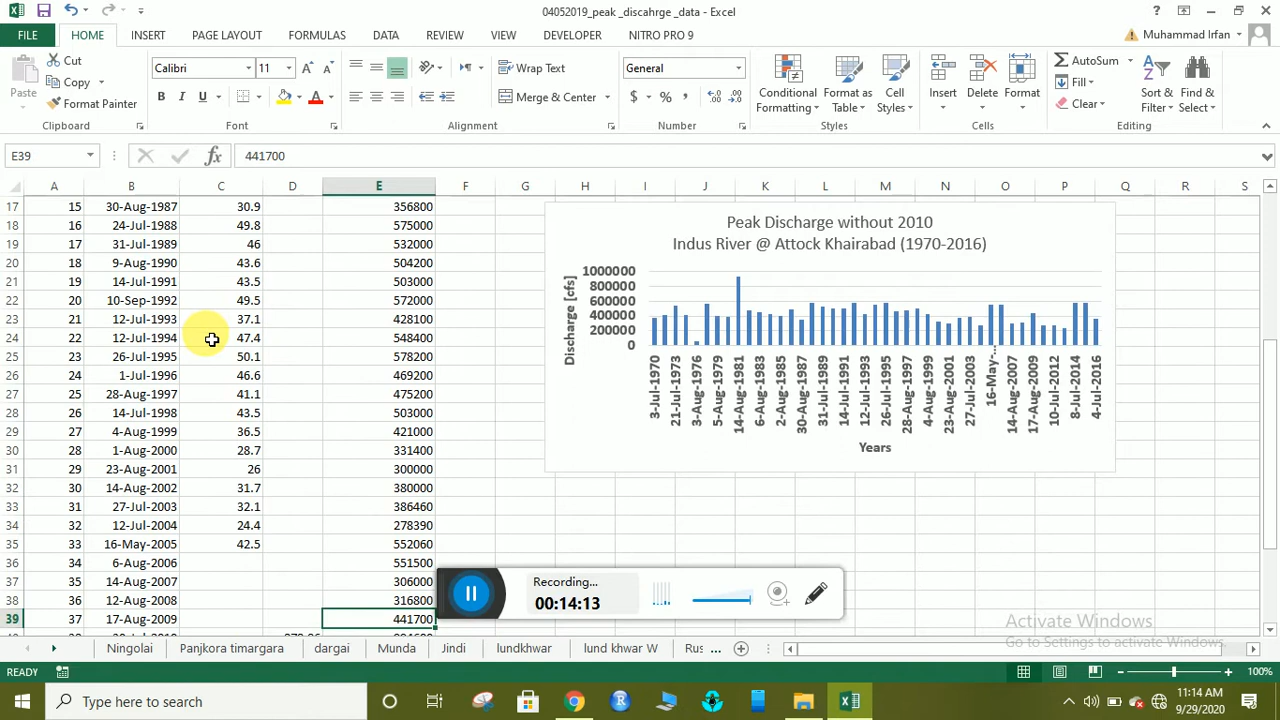 04052019_peak _discahrge _data - Excel
FILE HOME INSERT PAGE LAYOUT FORMULAS DATA REVIEW VIEW DEVELOPER NITRO PRO 9 Muhammad Irfan
Cut Calibri 11 Wrap Text General AutoSum
Copy Fill
Paste Format Painter B I U Merge & Center $ % , Conditional Formatting Format as Table Cell Styles Insert Delete Format Clear Sort & Filter Find & Select
Clipboard Font Alignment Number Styles Cells Editing
E39 fx 441700
A B C D E F G H I J K L M N O P Q R S
17 15 30-Aug-1987 30.9 356800
18 16 24-Jul-1988 49.8 575000
19 17 31-Jul-1989 46 532000
20 18 9-Aug-1990 43.6 504200
21 19 14-Jul-1991 43.5 503000
22 20 10-Sep-1992 49.5 572000
23 21 12-Jul-1993 37.1 428100
24 22 12-Jul-1994 47.4 548400
25 23 26-Jul-1995 50.1 578200
26 24 1-Jul-1996 46.6 469200
27 25 28-Aug-1997 41.1 475200
28 26 14-Jul-1998 43.5 503000
29 27 4-Aug-1999 36.5 421000
30 28 1-Aug-2000 28.7 331400
31 29 23-Aug-2001 26 300000
32 30 14-Aug-2002 31.7 380000
33 31 27-Jul-2003 32.1 386460
34 32 12-Jul-2004 24.4 278390
35 33 16-May-2005 42.5 552060
36 34 6-Aug-2006 551500
37 35 14-Aug-2007 306000
38 36 12-Aug-2008 316800
39 37 17-Aug-2009 441700
Peak Discharge without 2010
Indus River @ Attock Khairabad (1970-2016)
Discharge [cfs]
1000000
800000
600000
400000
200000
0
3-Jul-1970
21-Jul-1973
3-Aug-1976
5-Aug-1979
14-Aug-1981
6-Aug-1983
2-Aug-1985
30-Aug-1987
31-Jul-1989
14-Jul-1991
12-Jul-1993
26-Jul-1995
28-Aug-1997
4-Aug-1999
23-Aug-2001
27-Jul-2003
16-May-...
14-Aug-2007
17-Aug-2009
10-Jul-2012
8-Jul-2014
4-Jul-2016
Years
Recording...
00:14:13
Activate Windows
Go to Settings to activate Windows.
Ningolai Panjkora timargara dargai Munda ludkhwar lund khwar W Rus ...
READY 100%
Type here to search
11:14 AM
9/29/2020